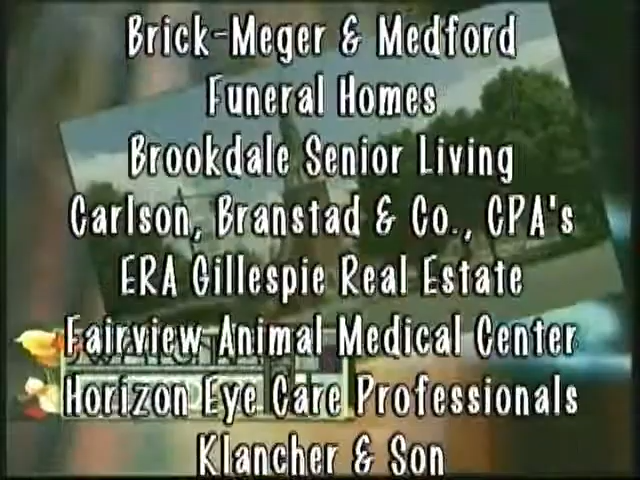 Brick-Meger & Medford
Funeral Homes
Brookdale Senior Living
Carlson, Branstad & Co., CPA's
ERA Gillespie Real Estate
Fairview Animal Medical Center
Horizon Eye Care Professionals
Klancher & Son